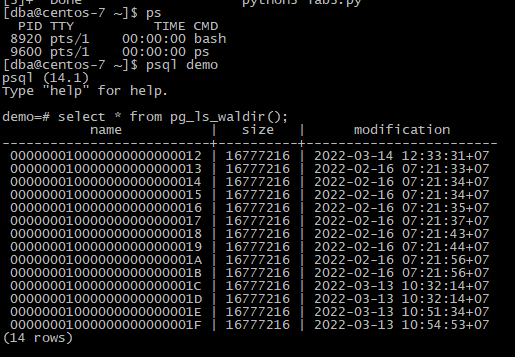 [3]+  Done                    python3 lab3.py
[dba@centos-7 ~]$ ps
  PID TTY          TIME CMD
 8920 pts/1    00:00:00 bash
 9600 pts/1    00:00:00 ps
[dba@centos-7 ~]$ psql demo
psql (14.1)
Type "help" for help.
demo=# select * from pg_ls_waldir();
           name           |   size   |      modification
--------------------------+----------+------------------------
 000000010000000000000012 | 16777216 | 2022-03-14 12:33:31+07
 000000010000000000000013 | 16777216 | 2022-02-16 07:21:33+07
 000000010000000000000014 | 16777216 | 2022-02-16 07:21:34+07
 000000010000000000000015 | 16777216 | 2022-02-16 07:21:34+07
 000000010000000000000016 | 16777216 | 2022-02-16 07:21:35+07
 000000010000000000000017 | 16777216 | 2022-02-16 07:21:37+07
 000000010000000000000018 | 16777216 | 2022-02-16 07:21:43+07
 000000010000000000000019 | 16777216 | 2022-02-16 07:21:44+07
 00000001000000000000001A | 16777216 | 2022-02-16 07:21:56+07
 00000001000000000000001B | 16777216 | 2022-02-16 07:21:56+07
 00000001000000000000001C | 16777216 | 2022-03-13 10:32:14+07
 00000001000000000000001D | 16777216 | 2022-03-13 10:32:14+07
 00000001000000000000001E | 16777216 | 2022-03-13 10:51:34+07
 00000001000000000000001F | 16777216 | 2022-03-13 10:54:53+07
(14 rows)